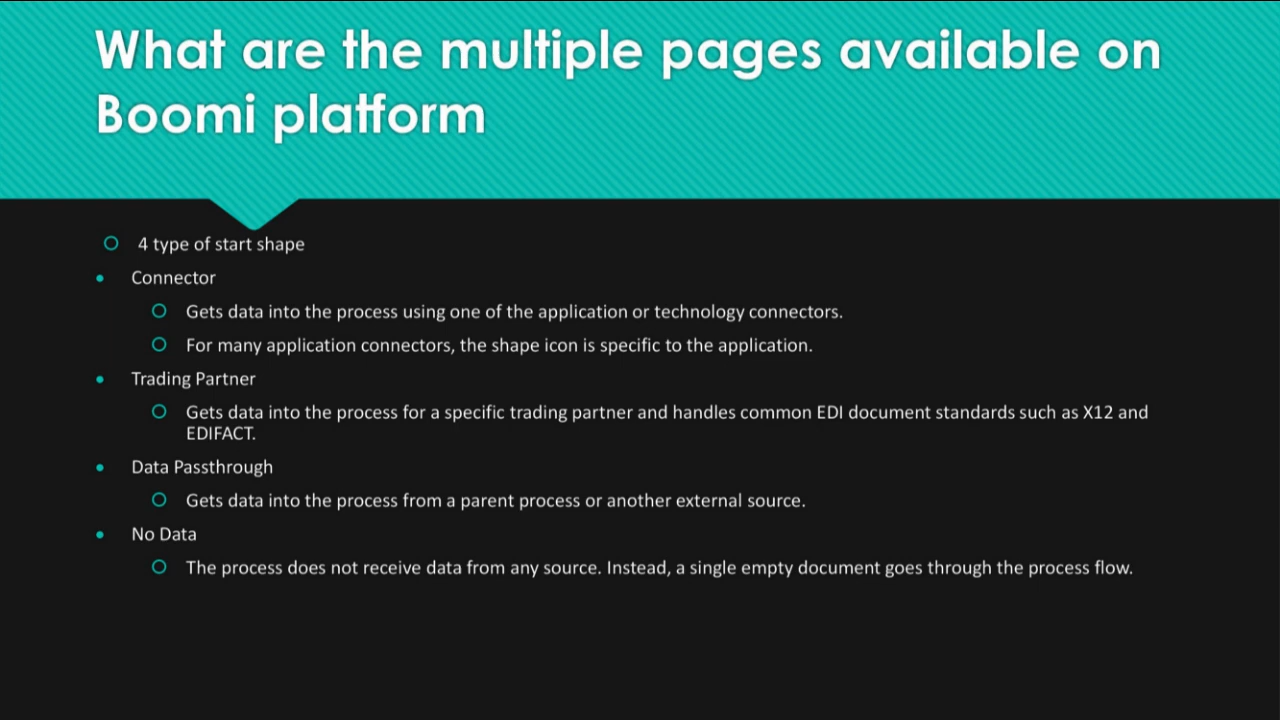 What are the multiple pages available on
Boomi platform
4 type of start shape
Connector
Gets data into the process using one of the application or technology connectors.
For many application connectors, the shape icon is specific to the application.
Trading Partner
Gets data into the process for a specific trading partner and handles common EDI document standards such as X12 and
EDIFACT.
Data Passthrough
Gets data into the process from a parent process or another external source.
No Data
The process does not receive data from any source. Instead, a single empty document goes through the process flow.